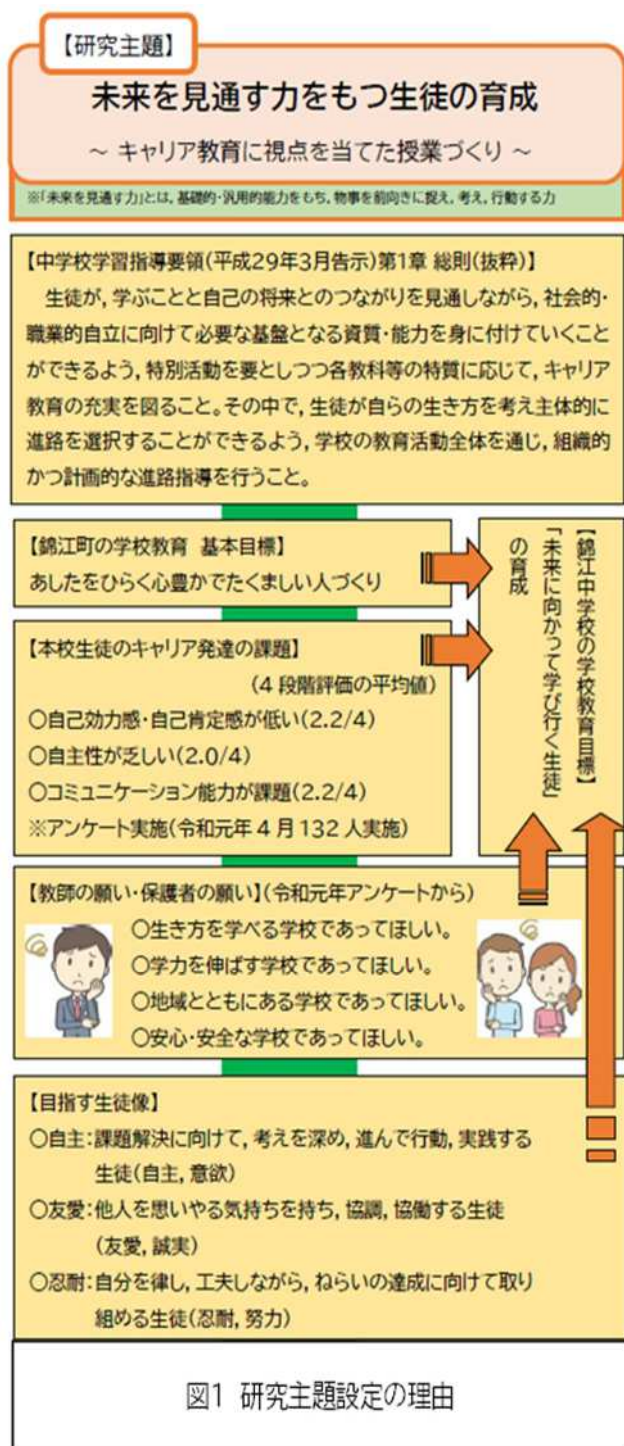 【研究主題】
未来を見通す力をもつ生徒の育成
～ キャリア教育に視点を当てた授業づくり ～
※「未来を見通す力」とは，基礎的・汎用的能力をもち，物事を前向きに捉え，考え，行動する力
【中学校学習指導要領(平成29年3月告示)第1章 総則(抜粋)】
生徒が，学ぶことと自己の将来とのつながりを見通しながら，社会的・
職業的自立に向けて必要な基盤となる資質・能力を身に付けていくこと
ができるよう，特別活動を要としつつ各教科等の特質に応じて，キャリア
教育の充実を図ること。その中で，生徒が自らの生き方を考え主体的に
進路を選択することができるよう，学校の教育活動全体を通じ，組織的
かつ計画的な進路指導を行うこと。
【錦江町の学校教育 基本目標】
あしたをひらく心豊かでたくましい人づくり
【本校生徒のキャリア発達の課題】
(４段階評価の平均値)
○自己効力感・自己肯定感が低い(2.2/4)
○自主性が乏しい(2.0/4)
○コミュニケーション能力が課題(2.2/4)
※アンケート実施(令和元年４月132人実施)
【錦江中学校の学校教育目標】
「未来に向かって学び行く生徒」
の育成
【教師の願い・保護者の願い】(令和元年アンケートから)
○生き方を学べる学校であってほしい。
○学力を伸ばす学校であってほしい。
○地域とともにある学校であってほしい。
○安心・安全な学校であってほしい。
【目指す生徒像】
○自主：課題解決に向けて，考えを深め，進んで行動，実践する
生徒(自主，意欲)
○友愛：他人を思いやる気持ちを持ち，協調，協働する生徒
(友愛，誠実)
○忍耐：自分を律し，工夫しながら，ねらいの達成に向けて取り
組める生徒(忍耐，努力)
図1 研究主題設定の理由